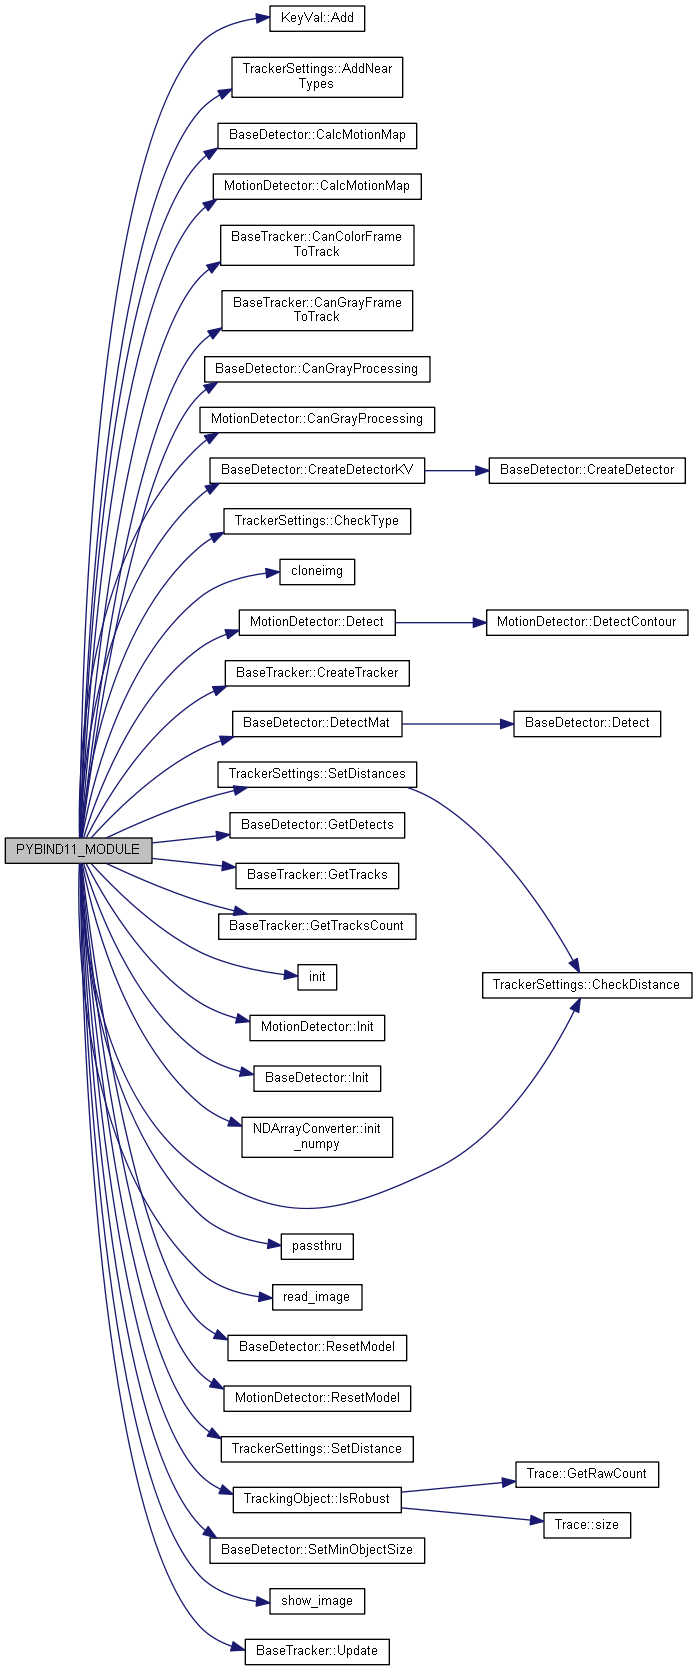 KeyVal::Add
TrackerSettings::AddNear
Types
BaseDetector::CalcMotionMap
MotionDetector::CalcMotionMap
BaseTracker::CanColorFrame
ToTrack
BaseTracker::CanGrayFrame
ToTrack
BaseDetector::CanGrayProcessing
MotionDetector::CanGrayProcessing
BaseDetector::CreateDetectorKV
BaseDetector::CreateDetector
TrackerSettings::CheckType
cloneimg
MotionDetector::Detect
MotionDetector::DetectContour
BaseTracker::CreateTracker
BaseDetector::DetectMat
BaseDetector::Detect
TrackerSettings::SetDistances
BaseDetector::GetDetects
PYBIND11_MODULE
BaseTracker::GetTracks
BaseTracker::GetTracksCount
init
TrackerSettings::CheckDistance
MotionDetector::Init
BaseDetector::Init
NDArrayConverter::init
_numpy
passthru
read_image
BaseDetector::ResetModel
MotionDetector::ResetModel
TrackerSettings::SetDistance
Trace::GetRawCount
TrackingObject::IsRobust
Trace::size
BaseDetector::SetMinObjectSize
show_image
BaseTracker::Update